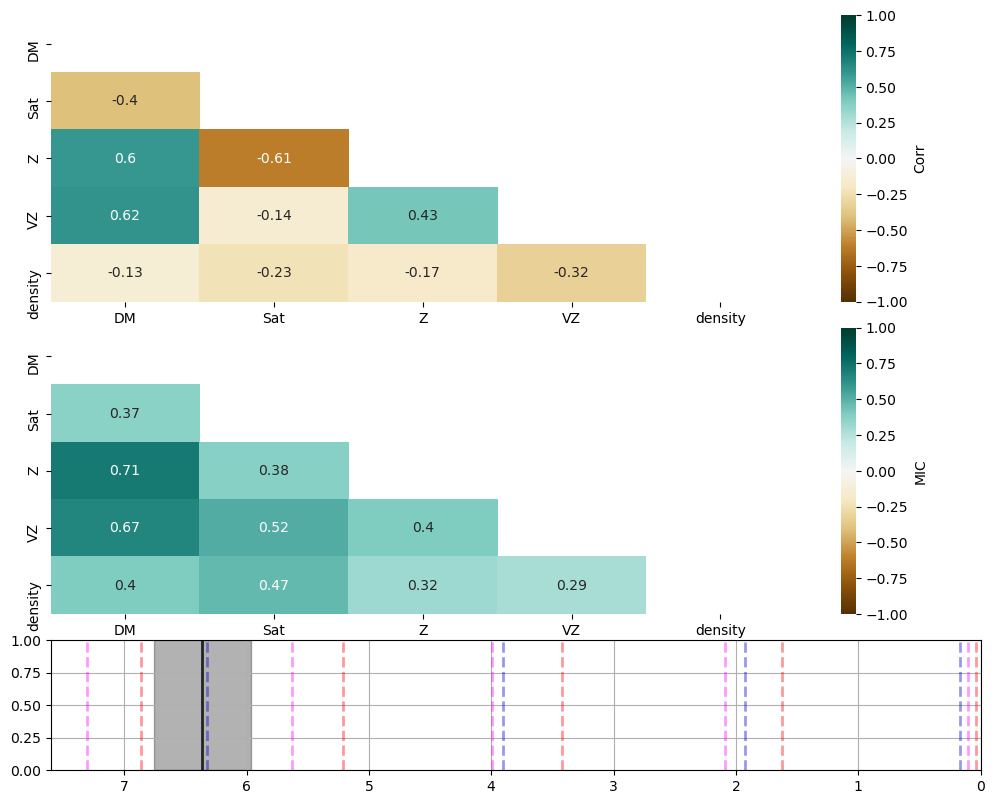 DM
Sat
-0.4
Z
0.6 -0.61
VZ
0.62 -0.14 0.43
density
-0.13 -0.23 -0.17 -0.32
DM Sat Z VZ density
1.00
0.75
0.50
0.25
0.00
−0.25
−0.50
−0.75
−1.00
Corr
DM
Sat
0.37
Z
0.71 0.38
VZ
0.67 0.52 0.4
density
0.4 0.47 0.32 0.29
DM Sat Z VZ density
1.00
0.75
0.50
0.25
0.00
−0.25
−0.50
−0.75
−1.00
MIC
1.00
0.75
0.50
0.25
0.00
7 6 5 4 3 2 1 0